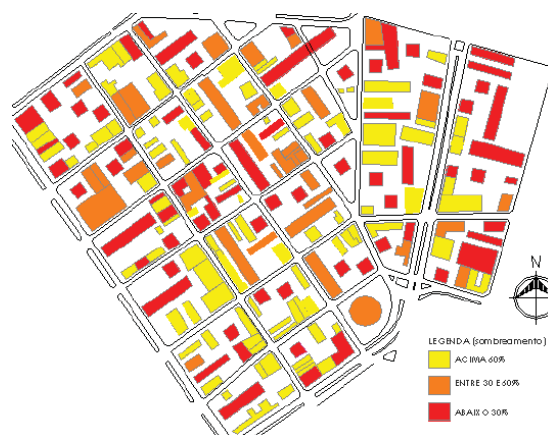 N
LEGENDA (sombreamento)
ACIMA 60%
ENTRE 30 E 60%
ABAIXO 30%